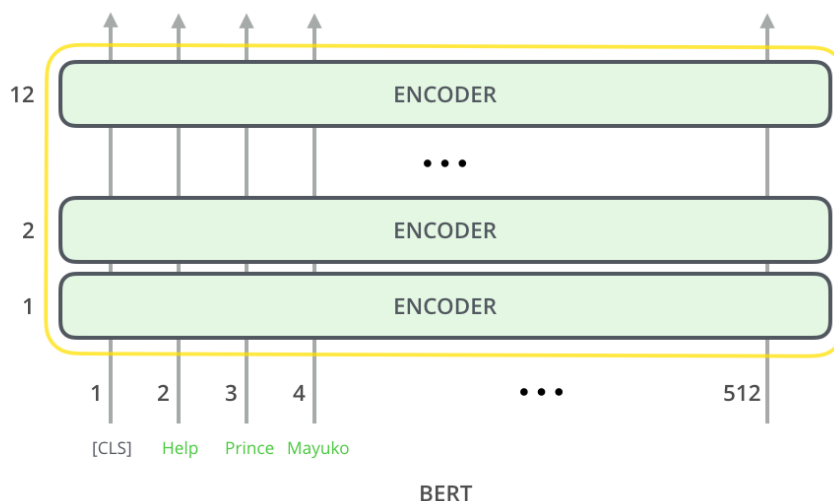 12 ENCODER
...
2 ENCODER
1 ENCODER
1 2 3 4 ... 512
[CLS] Help Prince Mayuko
BERT